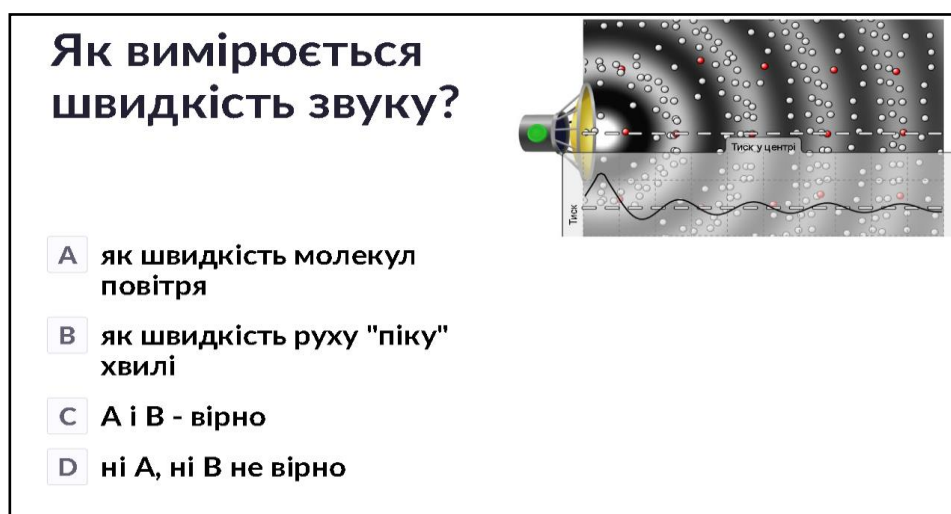 Як вимірюється
швидкість звуку?
Тиск у центрі
Тиск
A як швидкість молекул
повітря
B як швидкість руху "піку"
хвилі
C А і В - вірно
D ні А, ні В не вірно